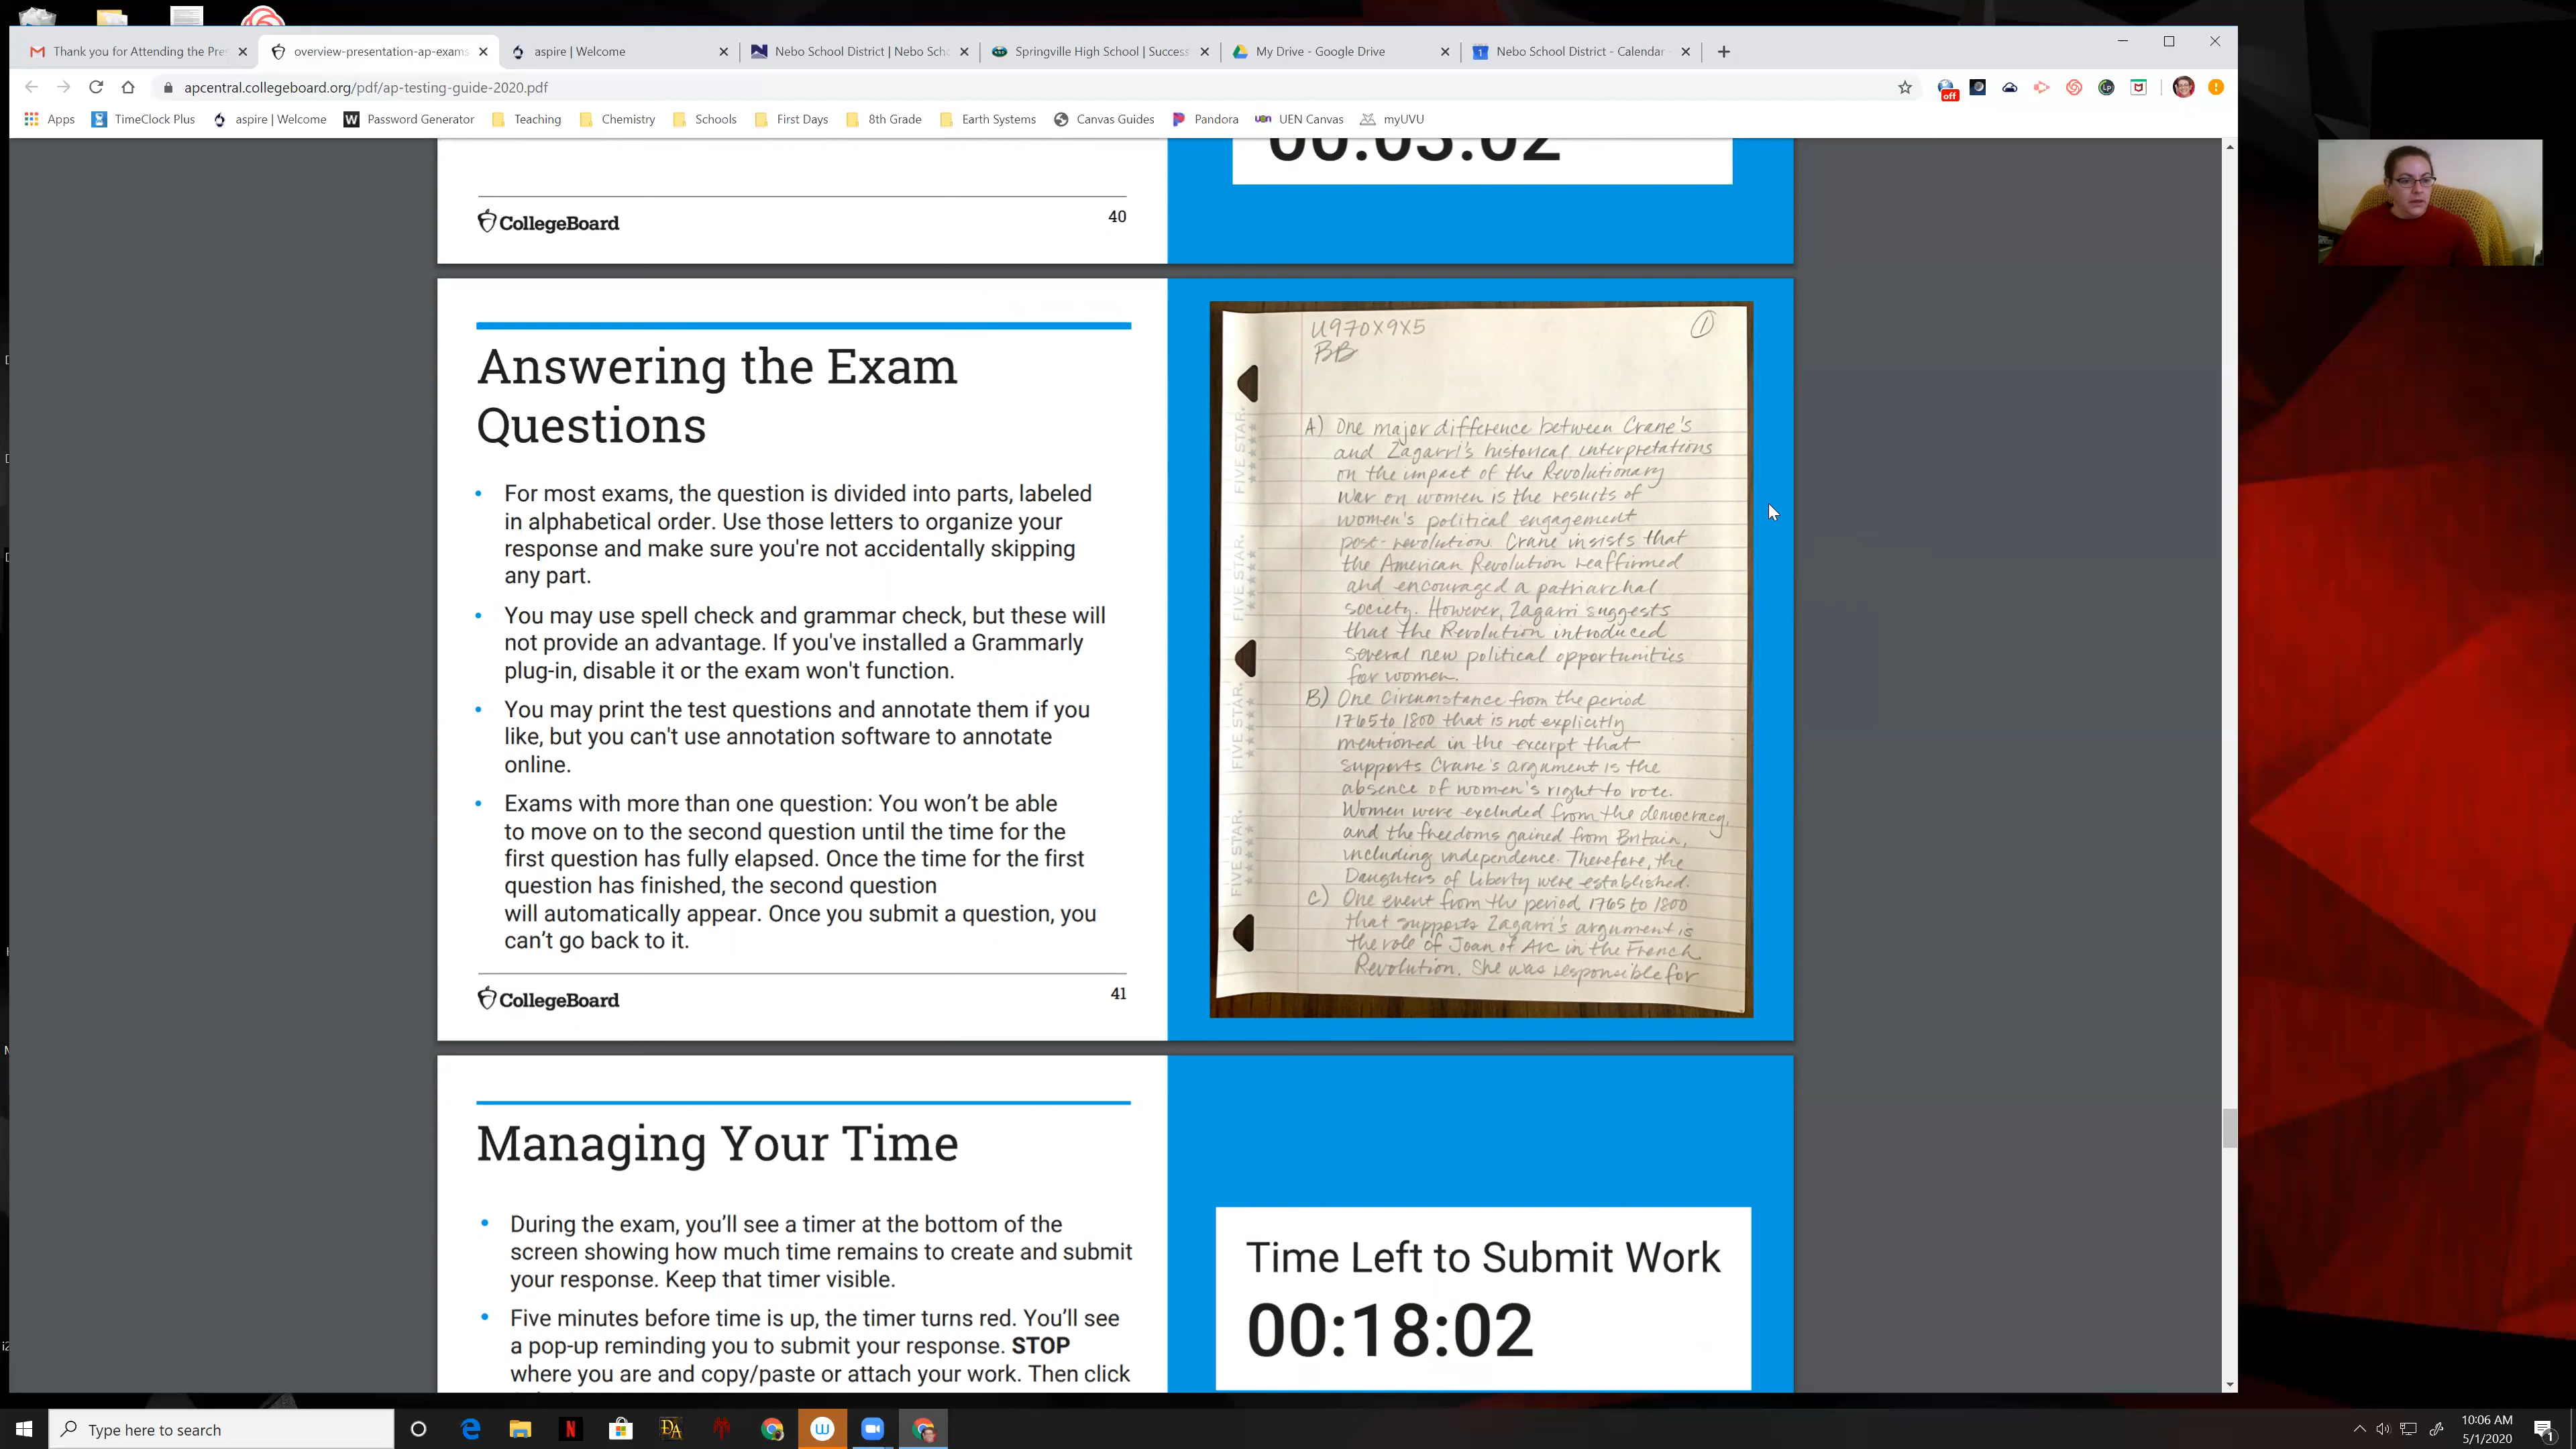 Thank you for Attending the Pre
overview-presentation-ap-exams
aspire | Welcome
Nebo School District | Nebo Scho
Springville High School | Success
My Drive - Google Drive
Nebo School District - Calendar -
apcentral.collegeboard.org/pdf/ap-testing-guide-2020.pdf
off
Apps
TimeClock Plus
aspire | Welcome
Password Generator
Teaching
Chemistry
Schools
First Days
8th Grade
Earth Systems
Canvas Guides
Pandora
UEN Canvas
myUVU
00:03:02
CollegeBoard
40
Answering the Exam
Questions
• For most exams, the question is divided into parts, labeled
in alphabetical order. Use those letters to organize your
response and make sure you're not accidentally skipping
any part.
• You may use spell check and grammar check, but these will
not provide an advantage. If you've installed a Grammarly
plug-in, disable it or the exam won't function.
• You may print the test questions and annotate them if you
like, but you can't use annotation software to annotate
online.
• Exams with more than one question: You won't be able
to move on to the second question until the time for the
first question has fully elapsed. Once the time for the first
question has finished, the second question
will automatically appear. Once you submit a question, you
can't go back to it.
CollegeBoard
41
U970X9X5
1
BB
FIVE STAR.
FIVE STAR.
FIVE STAR.
FIVE STAR.
A) One major difference between Crane's
and Zagarri's historical interpretations
on the impact of the Revolutionary
War on women is the results of
women's political engagement
post-revolution. Crane insists that
the American Revolution reaffirmed
and encouraged a patriarchal
society. However, Zagarri suggests
that the Revolution introduced
several new political opportunities
for women.
B) One Circumstance from the period
1765 to 1800 that is not explicitly
mentioned in the excerpt that
supports Crane's argument is the
absence of women's right to vote.
Women were excluded from the democracy,
and the freedoms gained from Britain,
including independence. Therefore, the
Daughters of Liberty were established.
C) One event from the period 1765 to 1800
that supports Zagarri's argument is
the role of Joan of Arc in the French
Revolution. She was responsible for
Managing Your Time
• During the exam, you'll see a timer at the bottom of the
screen showing how much time remains to create and submit
your response. Keep that timer visible.
• Five minutes before time is up, the timer turns red. You'll see
a pop-up reminding you to submit your response. STOP
where you are and copy/paste or attach your work. Then click
Time Left to Submit Work
00:18:02
Type here to search
10:06 AM
5/1/2020